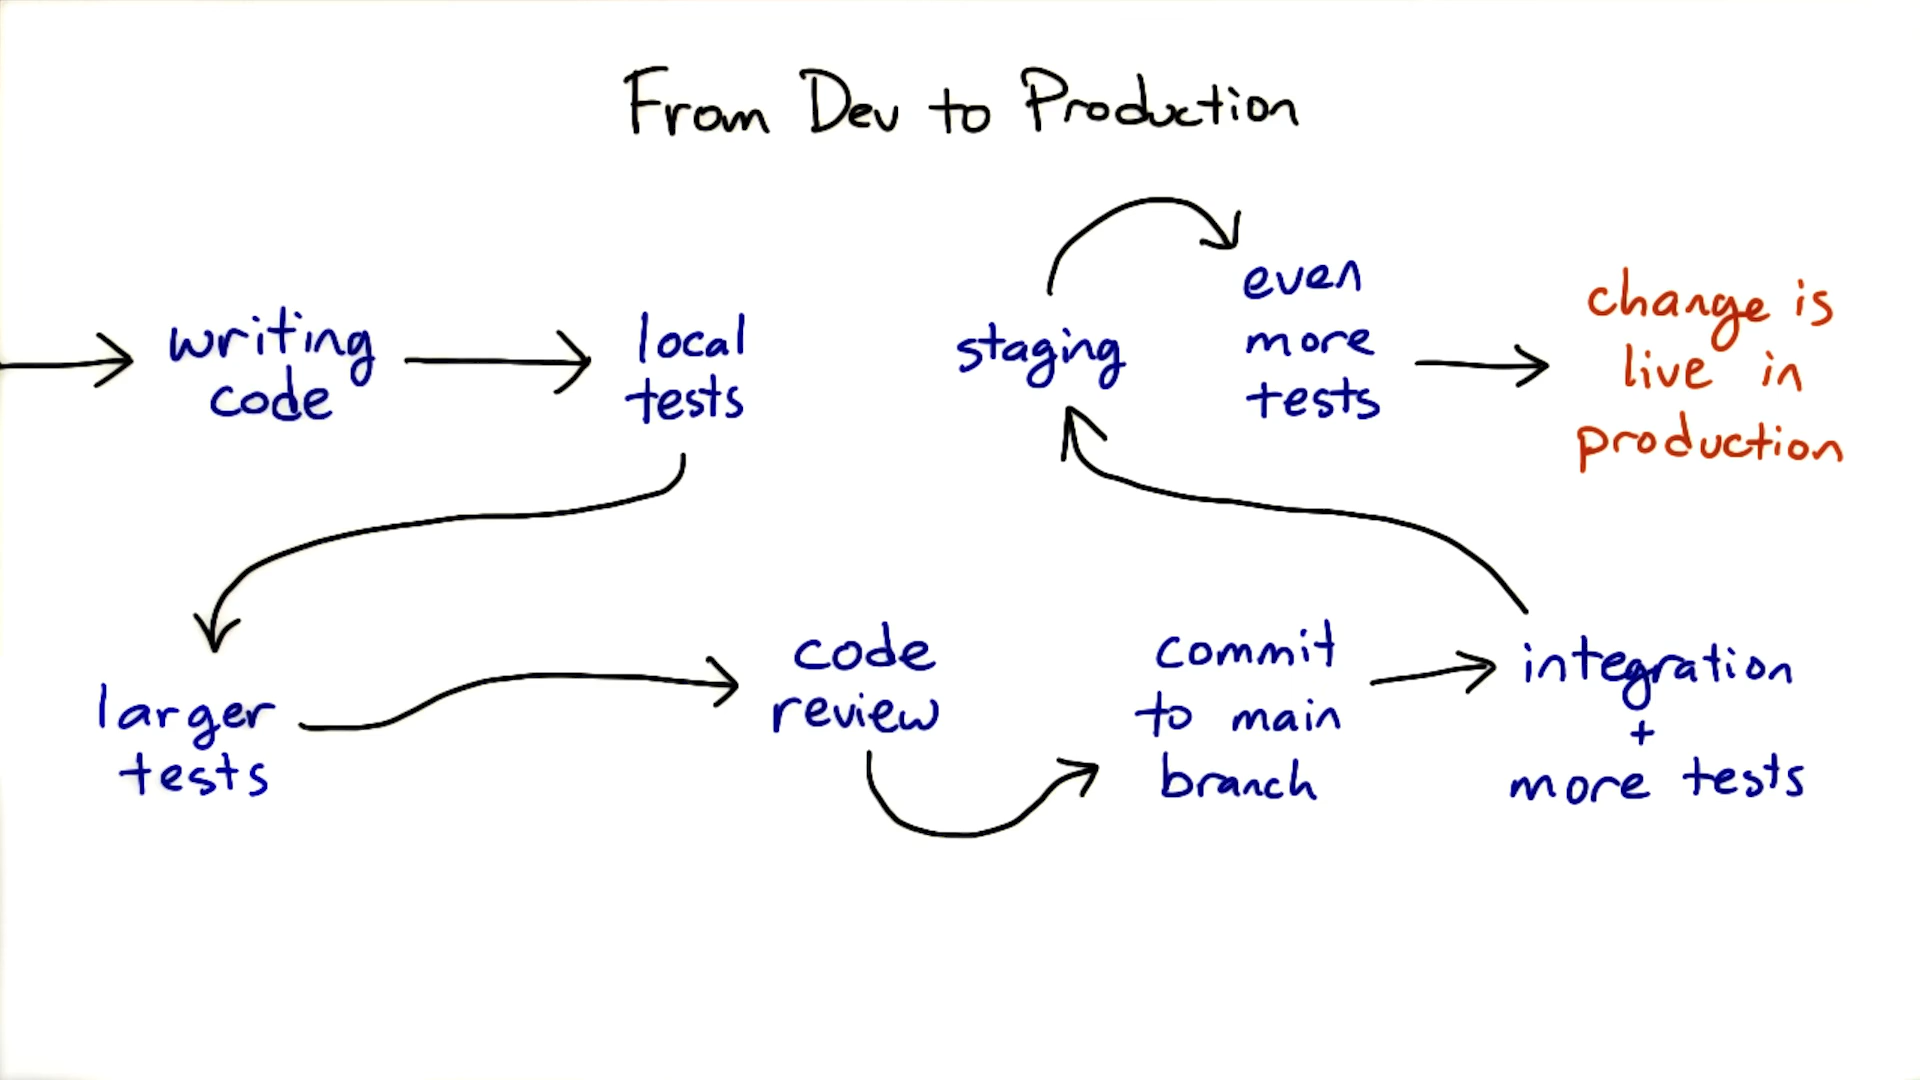 From Dev to Production
writing
code
local
tests
larger
tests
code
review
commit
to main
branch
integration
+
more tests
staging
even
more
tests
change is
live in
production